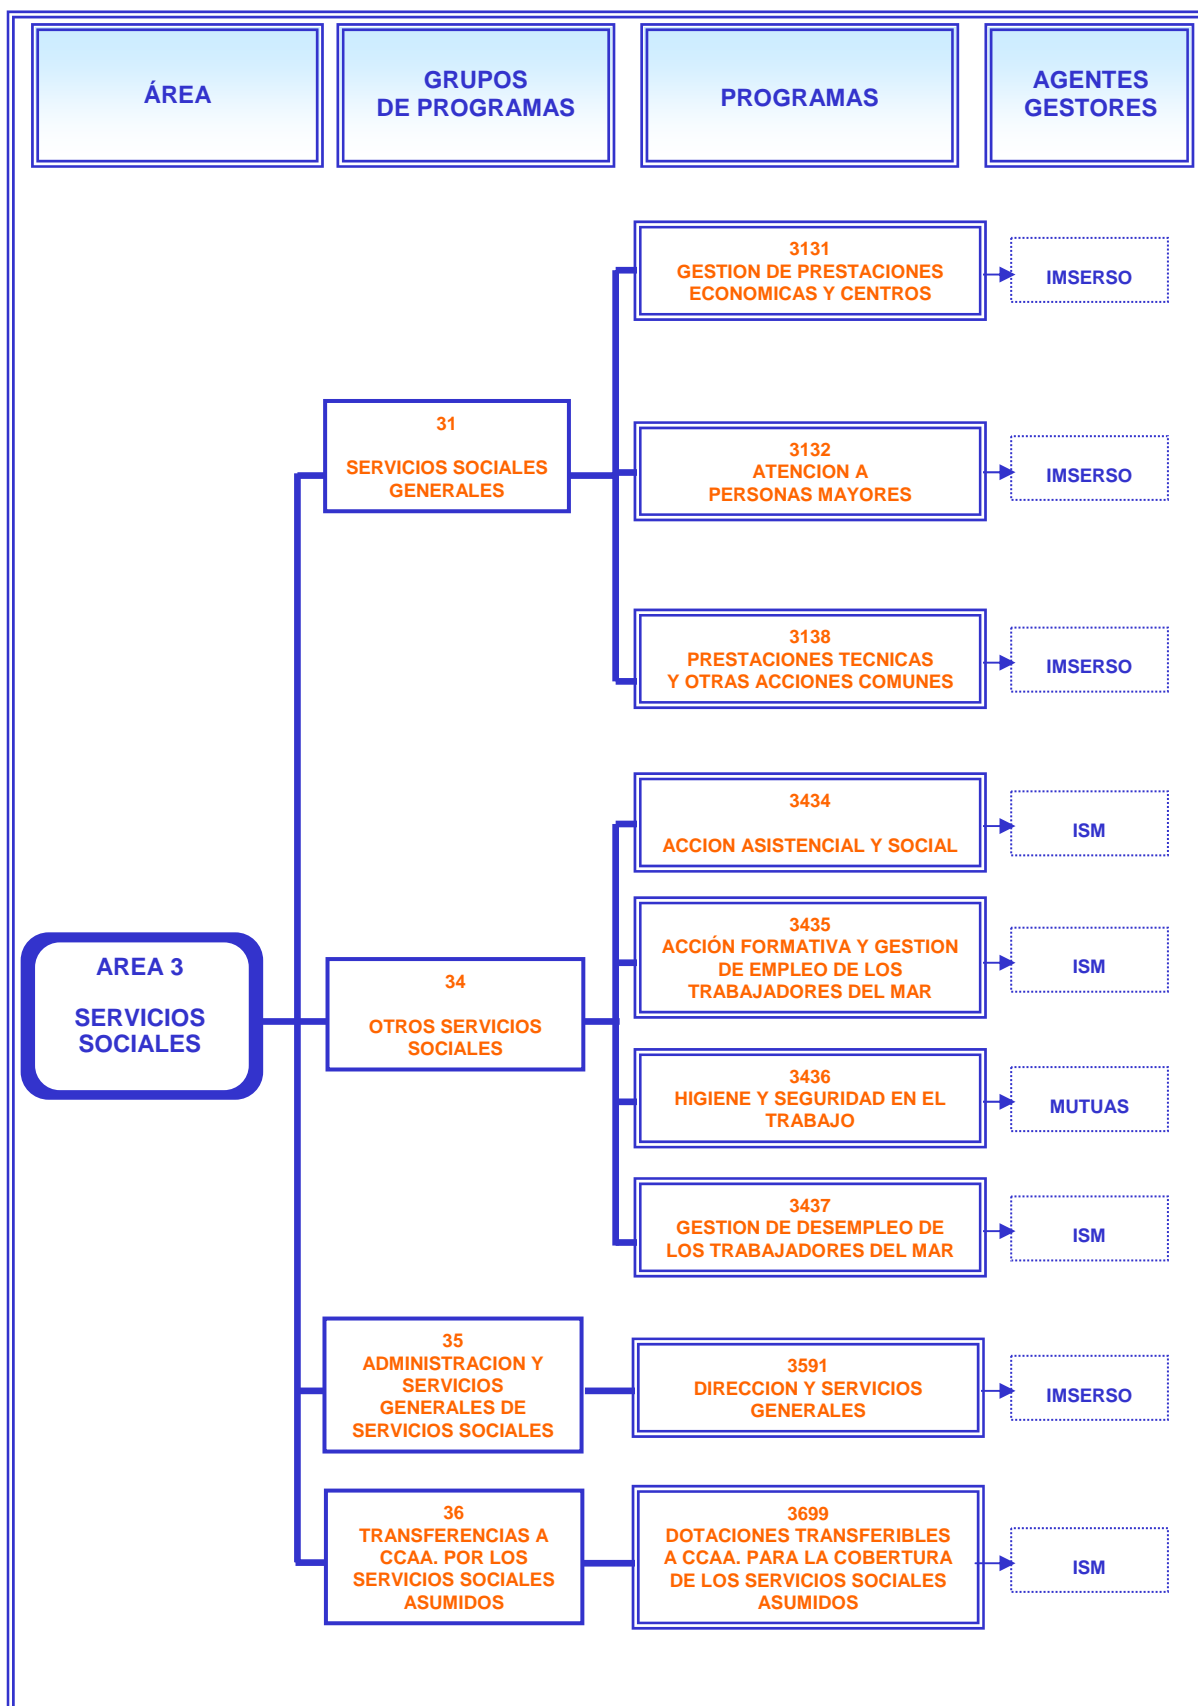 ÁREA
GRUPOS
DE PROGRAMAS
PROGRAMAS
AGENTES
GESTORES
3131
GESTION DE PRESTACIONES
ECONOMICAS Y CENTROS
IMSERSO
31
SERVICIOS SOCIALES
GENERALES
3132
ATENCION A
PERSONAS MAYORES
IMSERSO
3138
PRESTACIONES TECNICAS
Y OTRAS ACCIONES COMUNES
IMSERSO
3434
ACCION ASISTENCIAL Y SOCIAL
ISM
AREA 3
SERVICIOS
SOCIALES
34
OTROS SERVICIOS
SOCIALES
3435
ACCIÓN FORMATIVA Y GESTION
DE EMPLEO DE LOS
TRABAJADORES DEL MAR
ISM
3436
HIGIENE Y SEGURIDAD EN EL
TRABAJO
MUTUAS
3437
GESTION DE DESEMPLEO DE
LOS TRABAJADORES DEL MAR
ISM
35
ADMINISTRACION Y
SERVICIOS
GENERALES DE
SERVICIOS SOCIALES
3591
DIRECCION Y SERVICIOS
GENERALES
IMSERSO
36
TRANSFERENCIAS A
CCAA. POR LOS
SERVICIOS SOCIALES
ASUMIDOS
3699
DOTACIONES TRANSFERIBLES
A CCAA. PARA LA COBERTURA
DE LOS SERVICIOS SOCIALES
ASUMIDOS
ISM